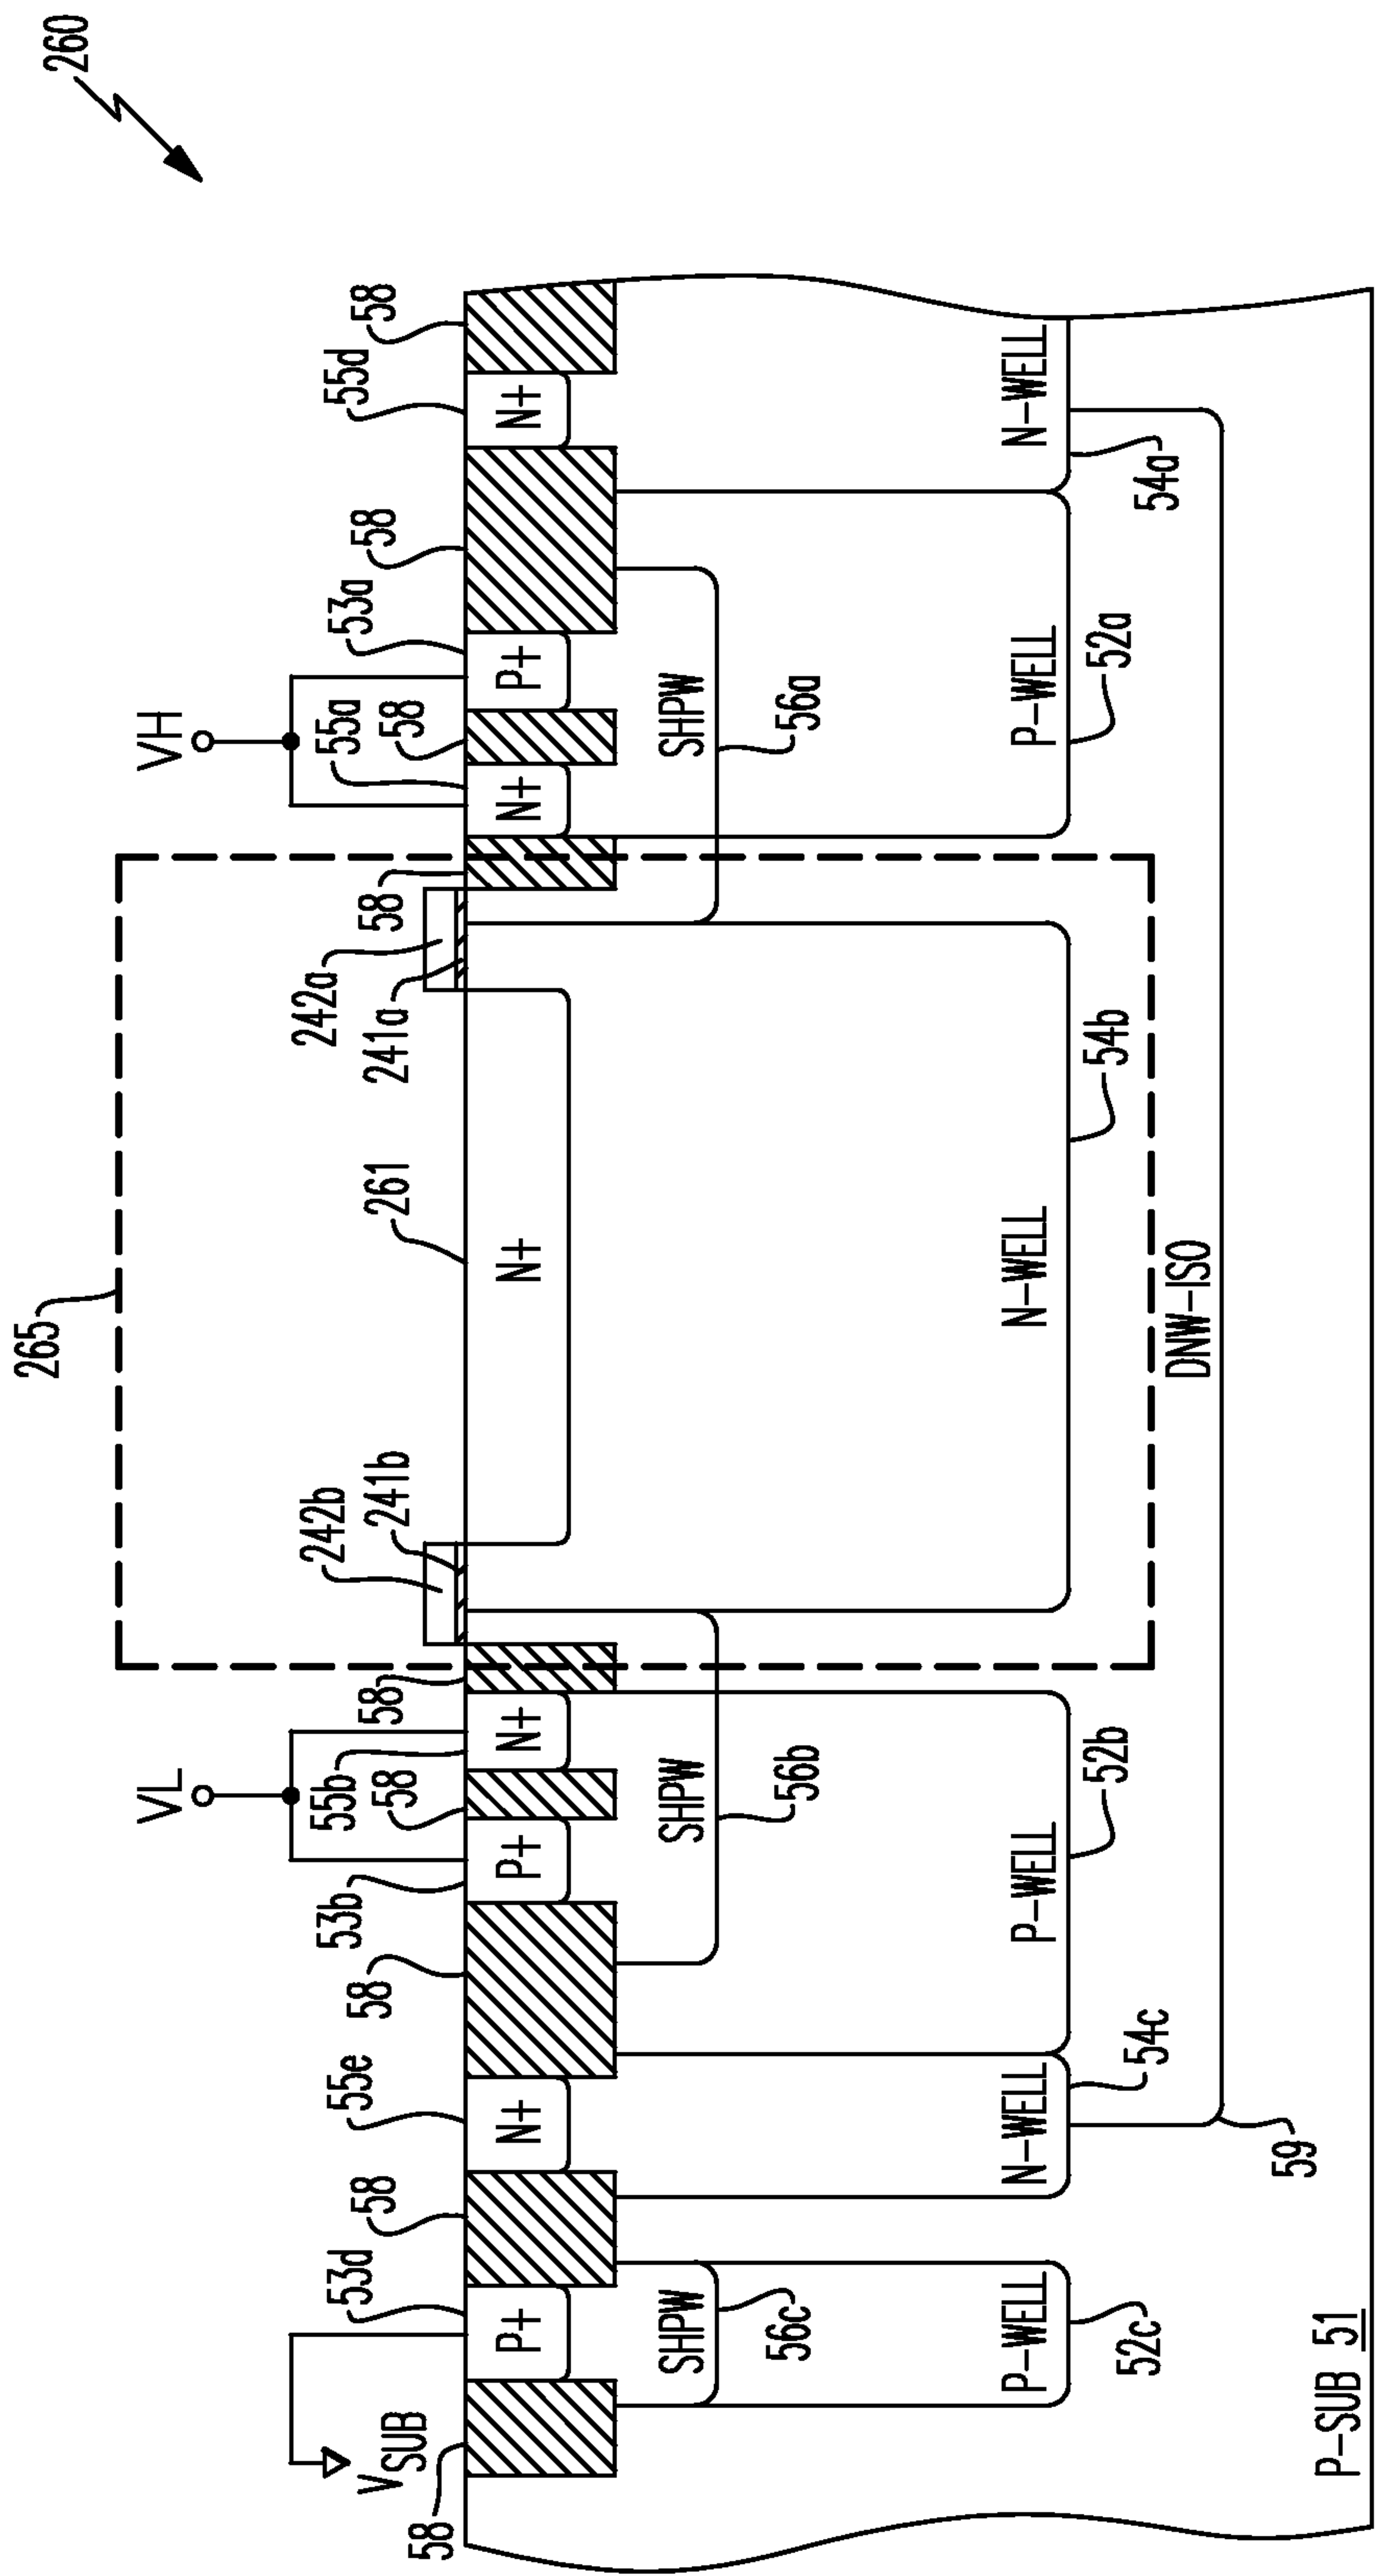 260
265
VSUB
VL
VH
58
53d
58
55e
58
53b
55b
58
58
242b
241b
261
242a
241a
58
55a
58
53a
58
55d
58
P+
N+
P+
N+
N+
N+
P+
N+
SHPW
56c
SHPW
56b
SHPW
56a
P-WELL
52c
N-WELL
54c
P-WELL
52b
N-WELL
54b
P-WELL
52a
N-WELL
54a
DNW-ISO
59
P-SUB 51